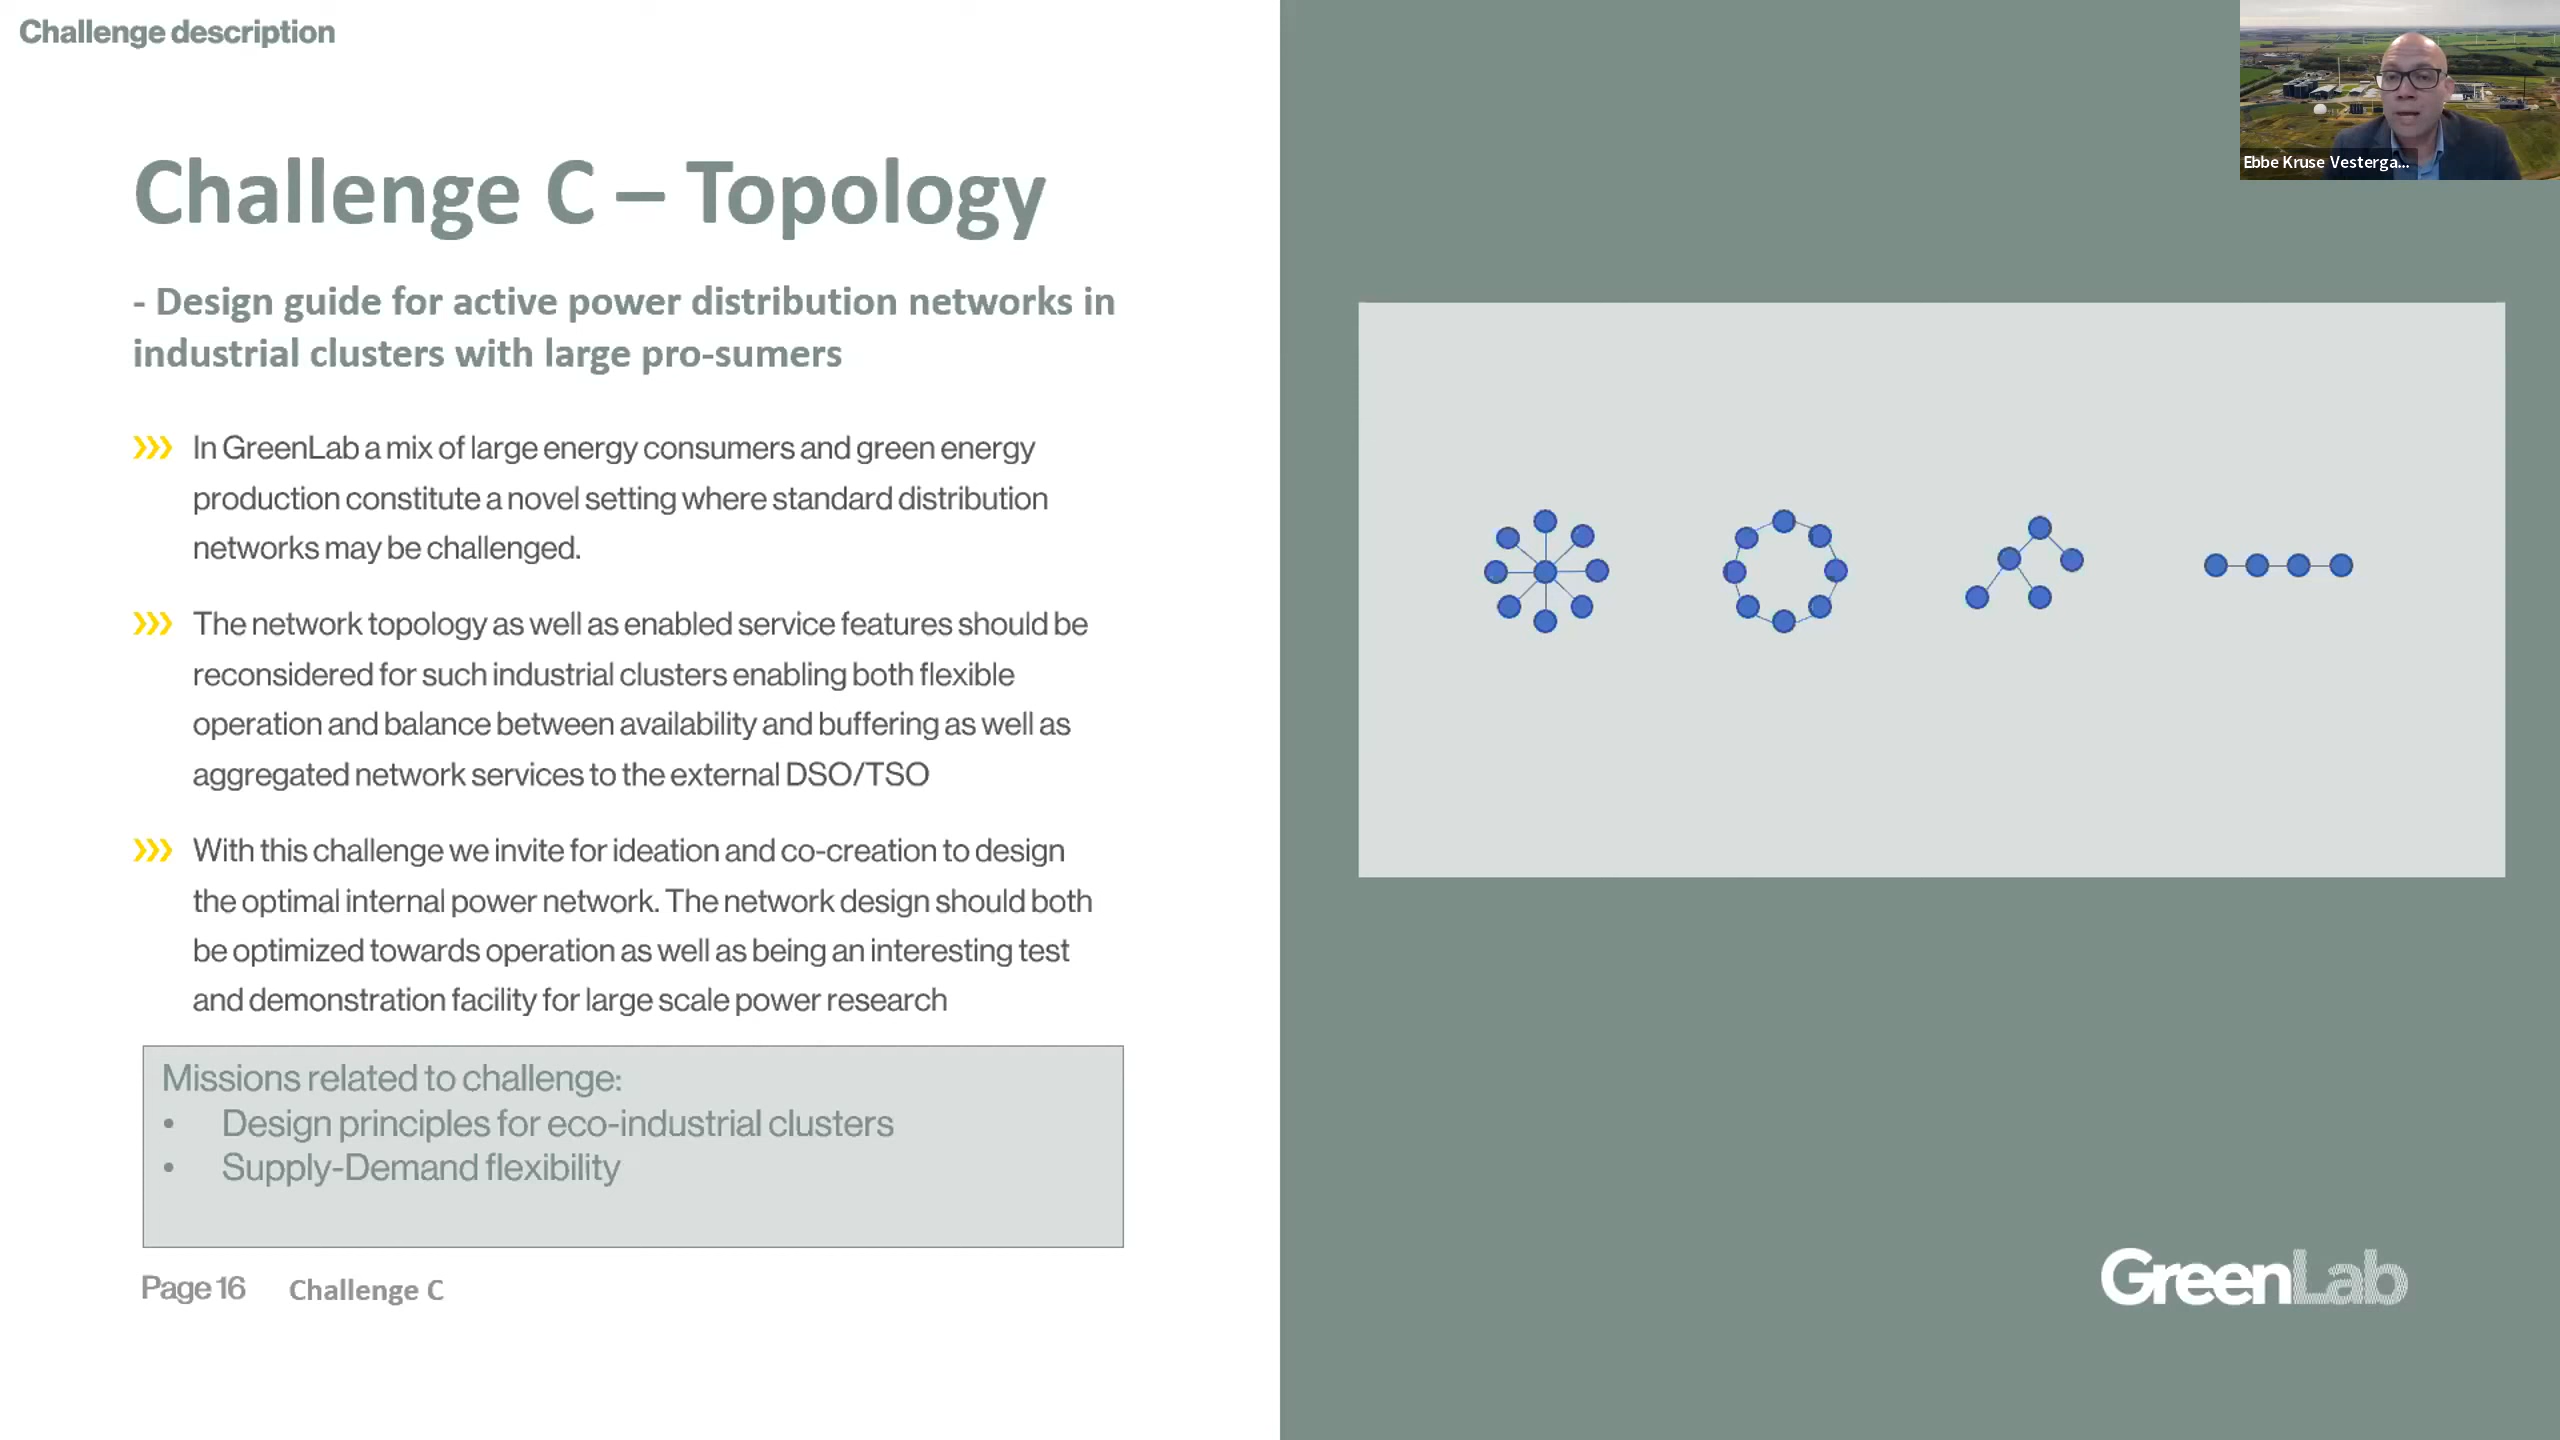 Challenge description
Ebbe Kruse Vesterga...
Challenge C – Topology
- Design guide for active power distribution networks in
industrial clusters with large pro-sumers
In GreenLab a mix of large energy consumers and green energy
production constitute a novel setting where standard distribution
networks may be challenged.
The network topology as well as enabled service features should be
reconsidered for such industrial clusters enabling both flexible
operation and balance between availability and buffering as well as
aggregated network services to the external DSO/TSO
With this challenge we invite for ideation and co-creation to design
the optimal internal power network. The network design should both
be optimized towards operation as well as being an interesting test
and demonstration facility for large scale power research
Missions related to challenge:
• Design principles for eco-industrial clusters
• Supply-Demand flexibility
Page 16 Challenge C
GreenLab